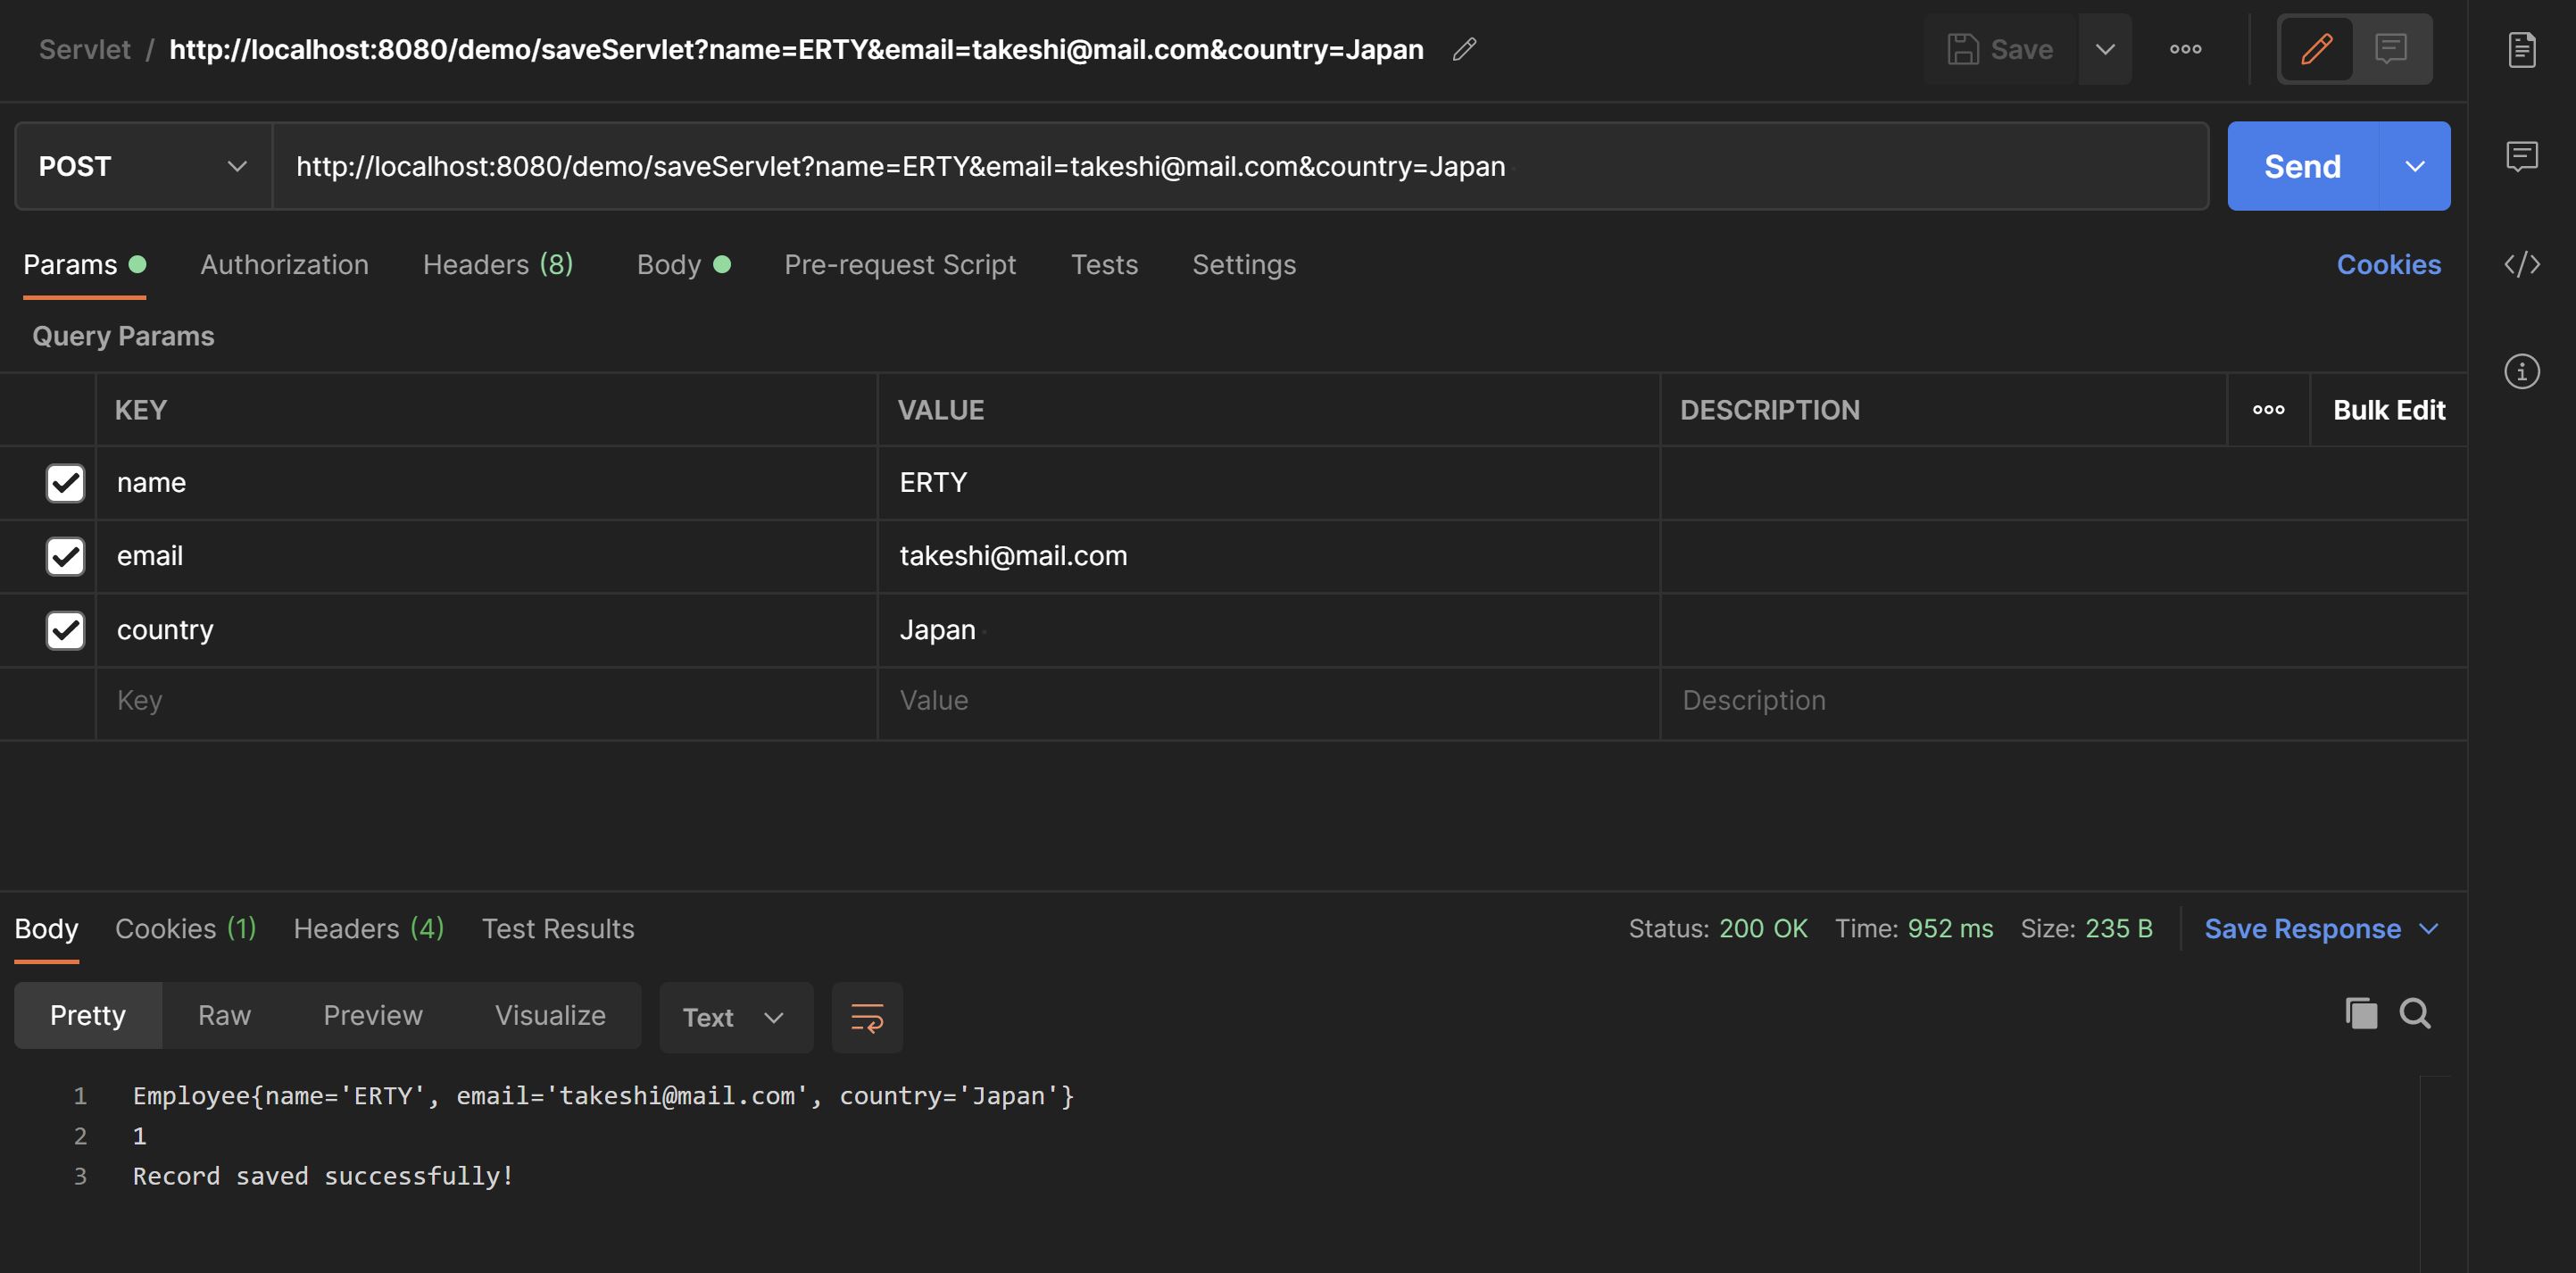 Servlet / http://localhost:8080/demo/saveServlet?name=ERTY&email=takeshi@mail.com&country=Japan Save
POST http://localhost:8080/demo/saveServlet?name=ERTY&email=takeshi@mail.com&country=Japan Send
Params Authorization Headers (8) Body Pre-request Script Tests Settings Cookies
Query Params
KEY VALUE DESCRIPTION Bulk Edit
name ERTY
email takeshi@mail.com
country Japan
Key Value Description
Body Cookies (1) Headers (4) Test Results Status: 200 OK Time: 952 ms Size: 235 B Save Response
Pretty Raw Preview Visualize Text
1 Employee{name='ERTY', email='takeshi@mail.com', country='Japan'}
2 1
3 Record saved successfully!